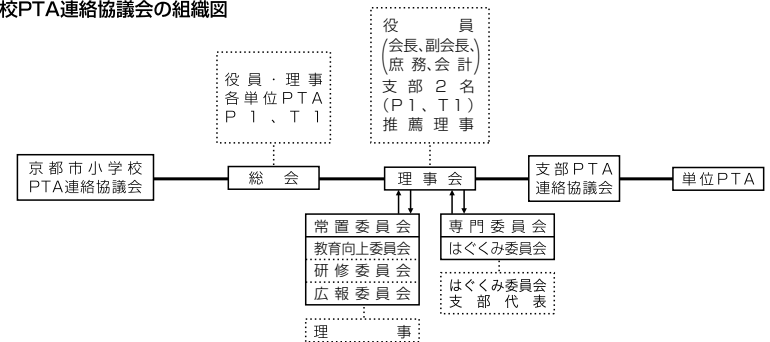 校PTA連絡協議会の組織図
役員
(会長、副会長、
庶務、会計)
支部2名
(P1、T1)
推薦理事
役員・理事
各単位PTA
P1、T1
京都市小学校
PTA連絡協議会
総会
理事会
支部PTA
連絡協議会
単位PTA
常置委員会
教育向上委員会
研修委員会
広報委員会
理事
専門委員会
はぐくみ委員会
はぐくみ委員会
支部代表